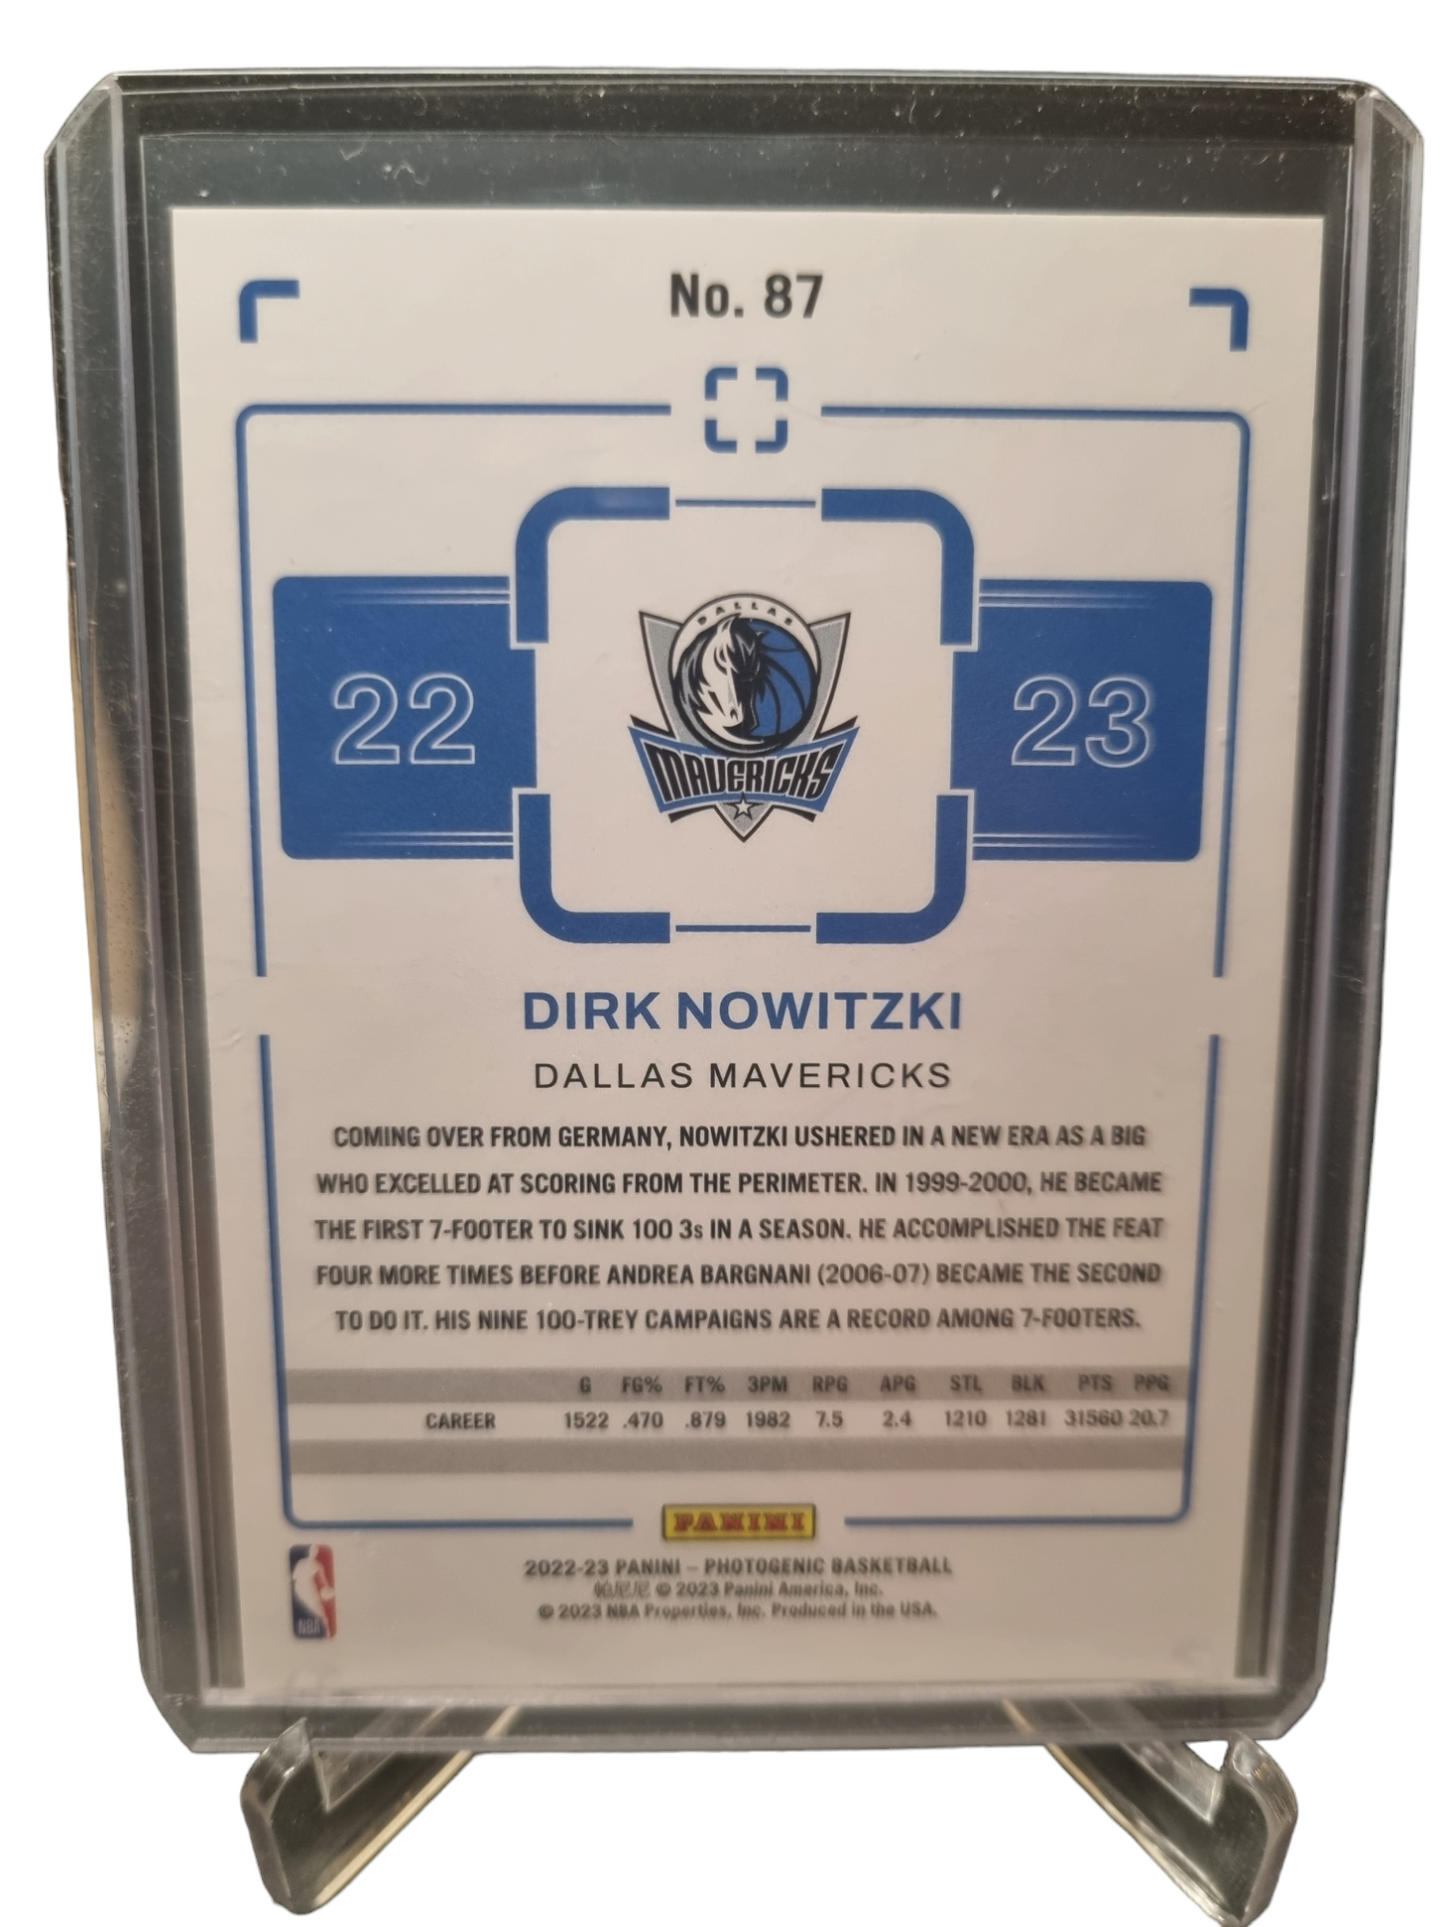 No. 87
DALLAS
MAVERICKS
22
23
DIRK NOWITZKI
DALLAS MAVERICKS
COMING OVER FROM GERMANY, NOWITZKI USHERED IN A NEW ERA AS A BIG
WHO EXCELLED AT SCORING FROM THE PERIMETER. IN 1999-2000, HE BECAME
THE FIRST 7-FOOTER TO SINK 100 3s IN A SEASON. HE ACCOMPLISHED THE FEAT
FOUR MORE TIMES BEFORE ANDREA BARGNANI (2006-07) BECAME THE SECOND
TO DO IT. HIS NINE 100-TREY CAMPAIGNS ARE A RECORD AMONG 7-FOOTERS.
G FG% FT% 3PM RPG APG STL BLK PTS PPG
CAREER 1522 .470 .879 1982 7.5 2.4 1210 1281 31560 20.7
PANINI
2022-23 PANINI – PHOTOGENIC BASKETBALL
帕尼尼 © 2023 Panini America, Inc.
© 2023 NBA Properties, Inc. Produced in the USA.
NBA